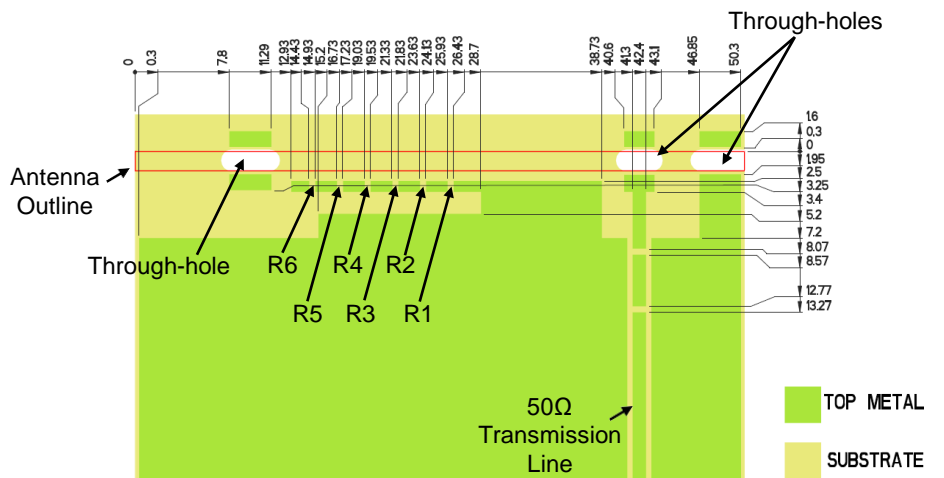 Through-holes
0
0.3
7.8
11.29
12.93
14.43
14.93
15.2
16.73
17.23
19.03
19.53
21.33
21.83
23.63
24.13
25.93
26.43
28.7
38.73
40.6
41.3
42.4
43.1
46.85
50.3
1.6
0.3
0
1.95
2.5
3.25
3.4
5.2
7.2
8.07
8.57
12.77
13.27
Antenna
Outline
Through-hole
R6
R4
R2
R5
R3
R1
50Ω
Transmission
Line
TOP METAL
SUBSTRATE